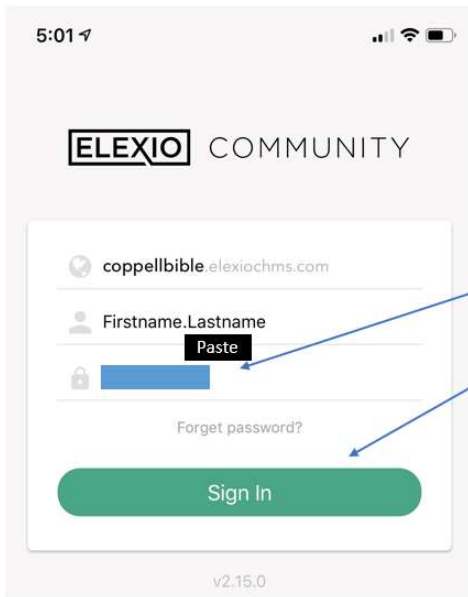 5:01
ELEXIO COMMUNITY
coppellbible.elexiochms.com
Firstname.Lastname
Paste
Forget password?
Sign In
v2.15.0